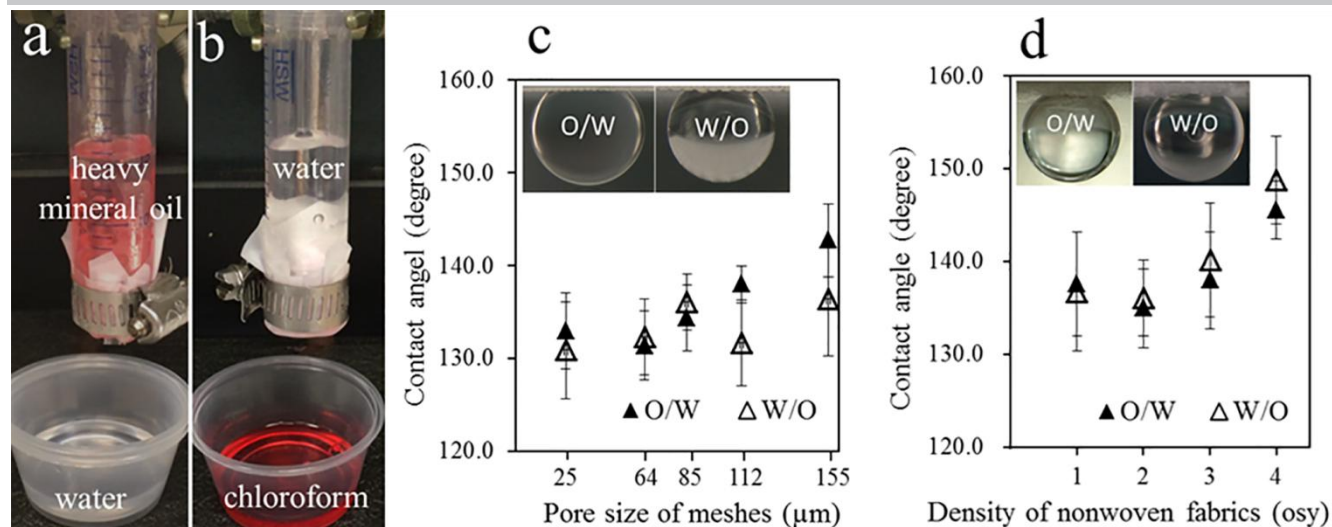 a
HSW
heavy
mineral oil
water
b
HSW
water
chloroform
c
Contact angel (degree)
160.0
150.0
140.0
130.0
120.0
O/W
W/O
▲ O/W △ W/O
25 64 85 112 155
Pore size of meshes (µm)
d
Contact angle (degree)
160.0
150.0
140.0
130.0
120.0
O/W
W/O
▲ O/W △ W/O
1 2 3 4
Density of nonwoven fabrics (osy)